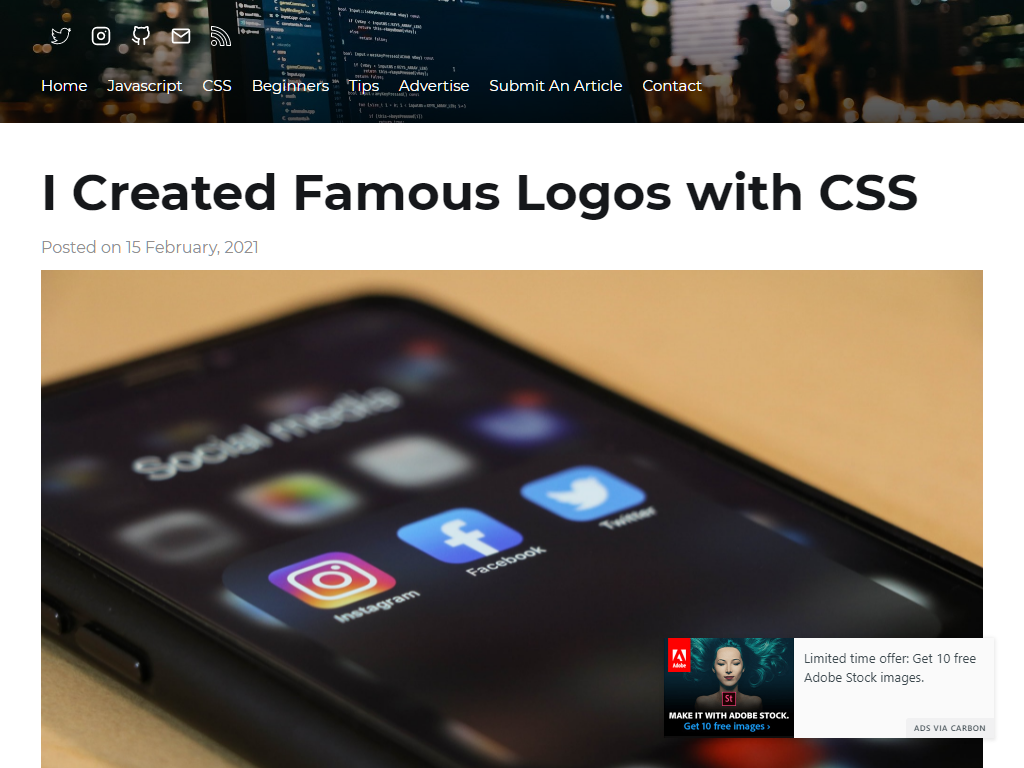 Home Javascript CSS Beginners Tips Advertise Submit An Article Contact
I Created Famous Logos with CSS
Posted on 15 February, 2021
Social media
Instagram
Facebook
Twitter
Adobe
St
MAKE IT WITH ADOBE STOCK.
Get 10 free images ›
Limited time offer: Get 10 free
Adobe Stock images.
ADS VIA CARBON